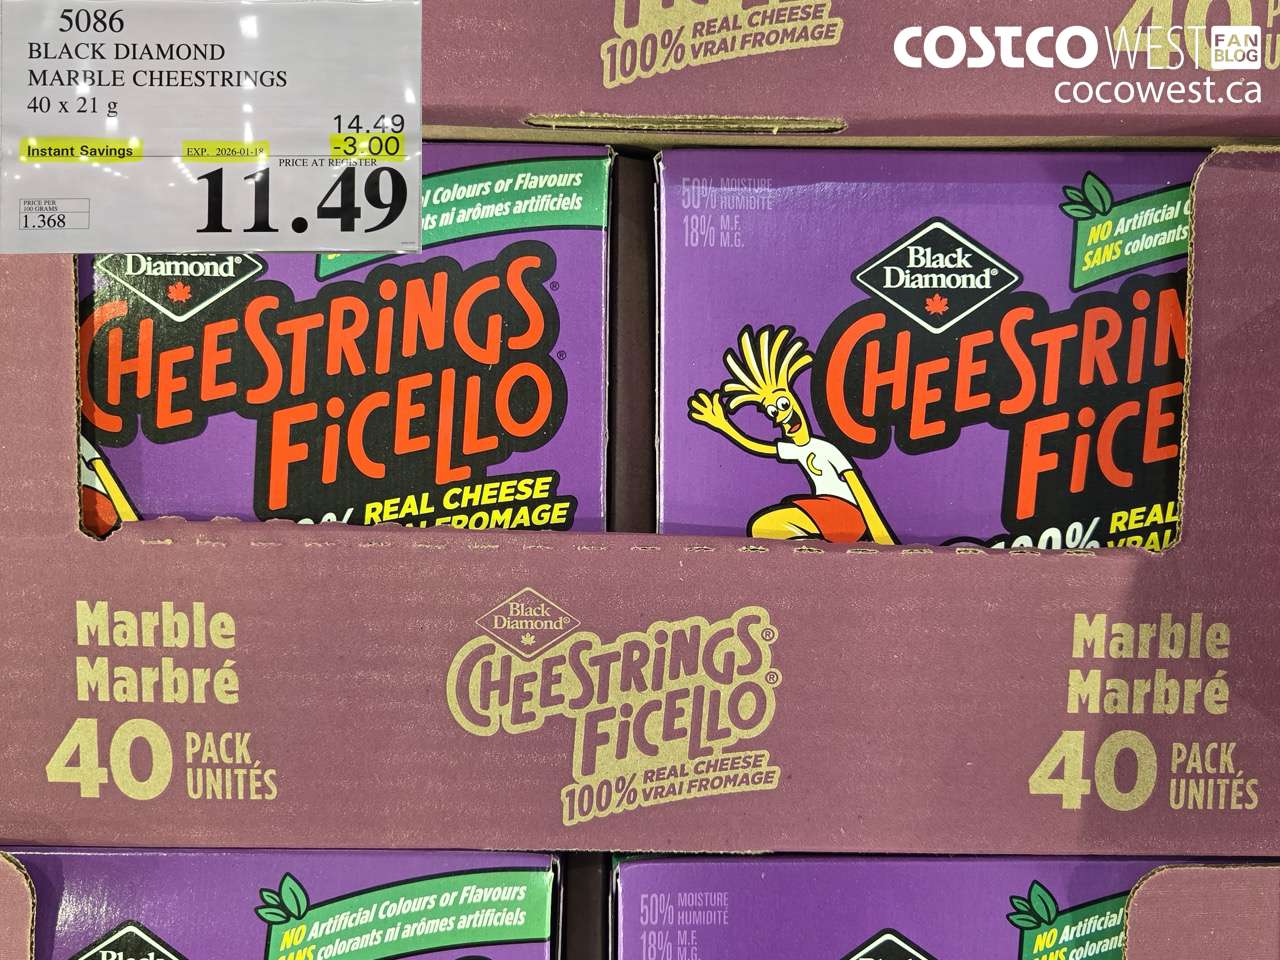 5086
BLACK DIAMOND
MARBLE CHEESTRINGS
40 x 21 g
14.49
Instant Savings EXP. 2026-01-18 -3.00
PRICE AT REGISTER
11.49
PRICE PER
100 GRAMS
1.368
100% REAL CHEESE
VRAI FROMAGE
40
COSTCO WEST FAN
BLOG
cocowest.ca
Colours or Flavours
ni arômes artificiels
Diamond®
CHEESTRINGS®
FICELLO®
REAL CHEESE
FROMAGE
50% MOISTURE
HUMIDITÉ
18% M.F.
M.G.
NO Artificial
SANS colorants
Black
Diamond®
CHEESTRIN
FICE
100% REAL
VRAI
Marble
Marbré
40 PACK
UNITÉS
Black
Diamond®
CHEESTRINGS®
FICELLO®
100% REAL CHEESE
VRAI FROMAGE
Marble
Marbré
40 PACK
UNITÉS
NO Artificial Colours or Flavours
SANS colorants ni arômes artificiels
Black
50% MOISTURE
HUMIDITÉ
18% M.F.
M.G.
NO Artificial
SANS colorant